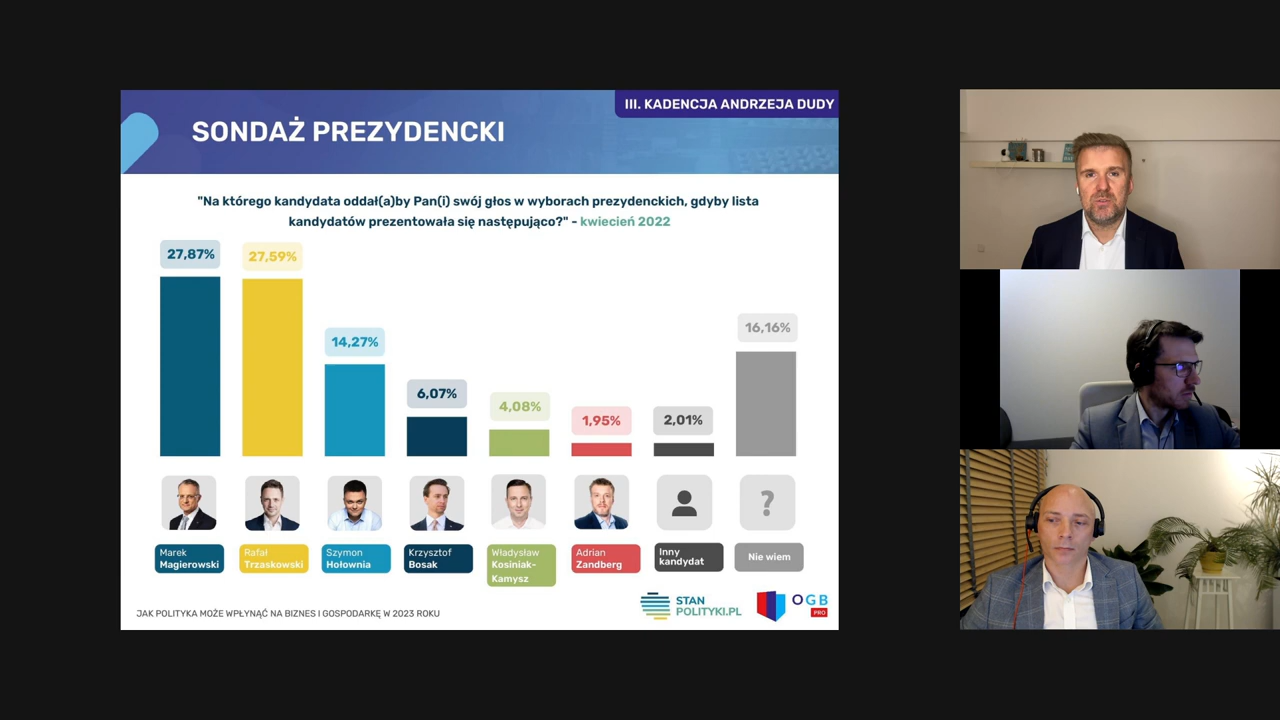 III. KADENCJA ANDRZEJA DUDY
SONDAŻ PREZYDENCKI
"Na którego kandydata oddał(a)by Pan(i) swój głos w wyborach prezydenckich, gdyby lista
kandydatów prezentowała się następująco?" - kwiecień 2022
27,87%
27,59%
14,27%
6,07%
4,08%
1,95%
2,01%
16,16%
?
Marek
Magierowski
Rafał
Trzaskowski
Szymon
Hołownia
Krzysztof
Bosak
Władysław
Kosiniak-
Kamysz
Adrian
Zandberg
Inny
kandydat
Nie wiem
JAK POLITYKA MOŻE WPŁYNĄĆ NA BIZNES I GOSPODARKĘ W 2023 ROKU
STAN
POLITYKI.PL
OGB
PRO